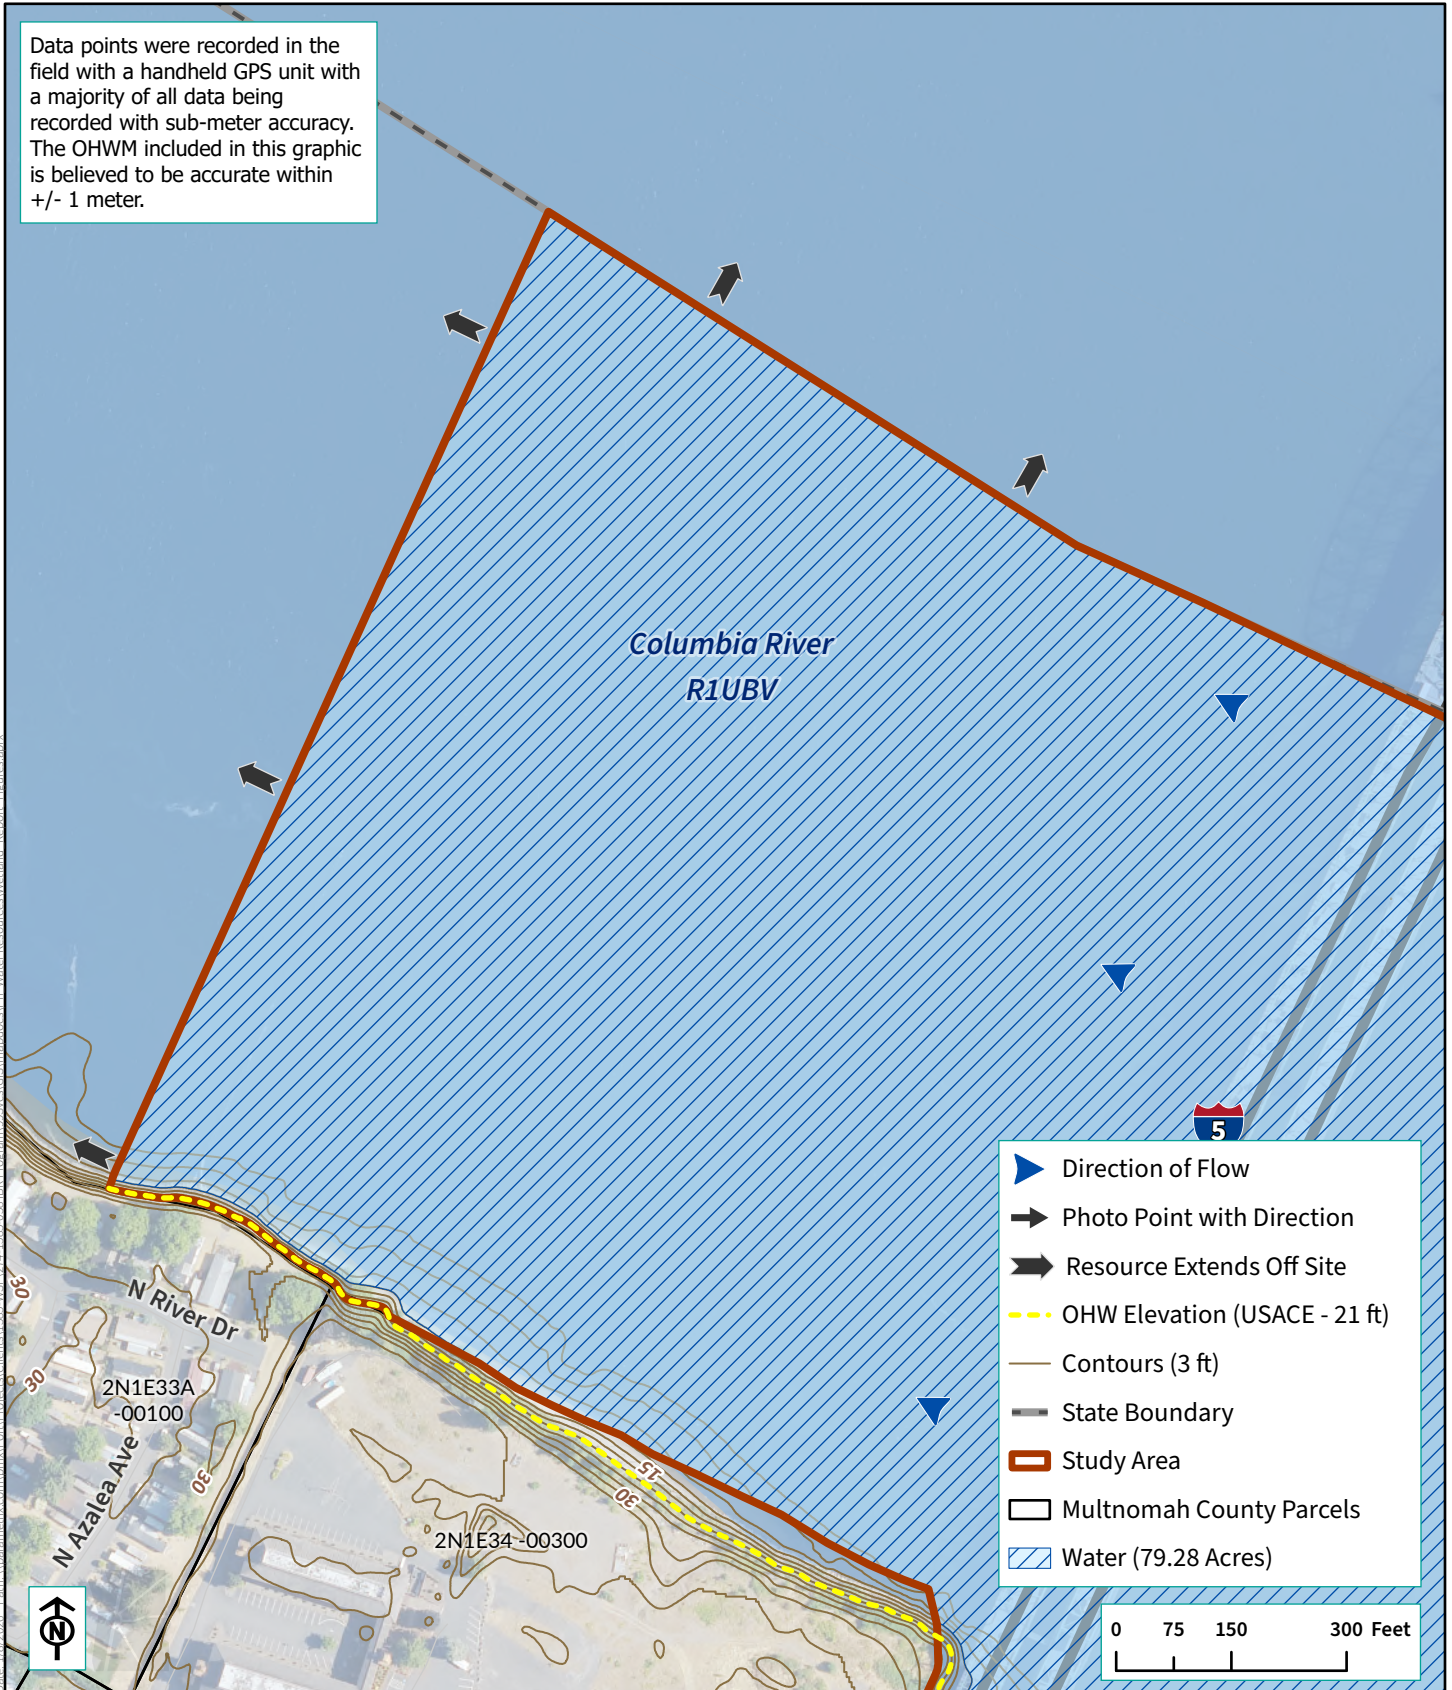 Data points were recorded in the
field with a handheld GPS unit with
a majority of all data being
recorded with sub-meter accuracy.
The OHWM included in this graphic
is believed to be accurate within
+/- 1 meter.
Columbia River
R1UBV
5
N River Dr
30
30
2N1E33A
-00100
30
N Azalea Ave
15
30
2N1E34 -00300
Direction of Flow
Photo Point with Direction
Resource Extends Off Site
OHW Elevation (USACE - 21 ft)
Contours (3 ft)
State Boundary
Study Area
Multnomah County Parcels
Water (79.28 Acres)
N
0 75 150 300 Feet